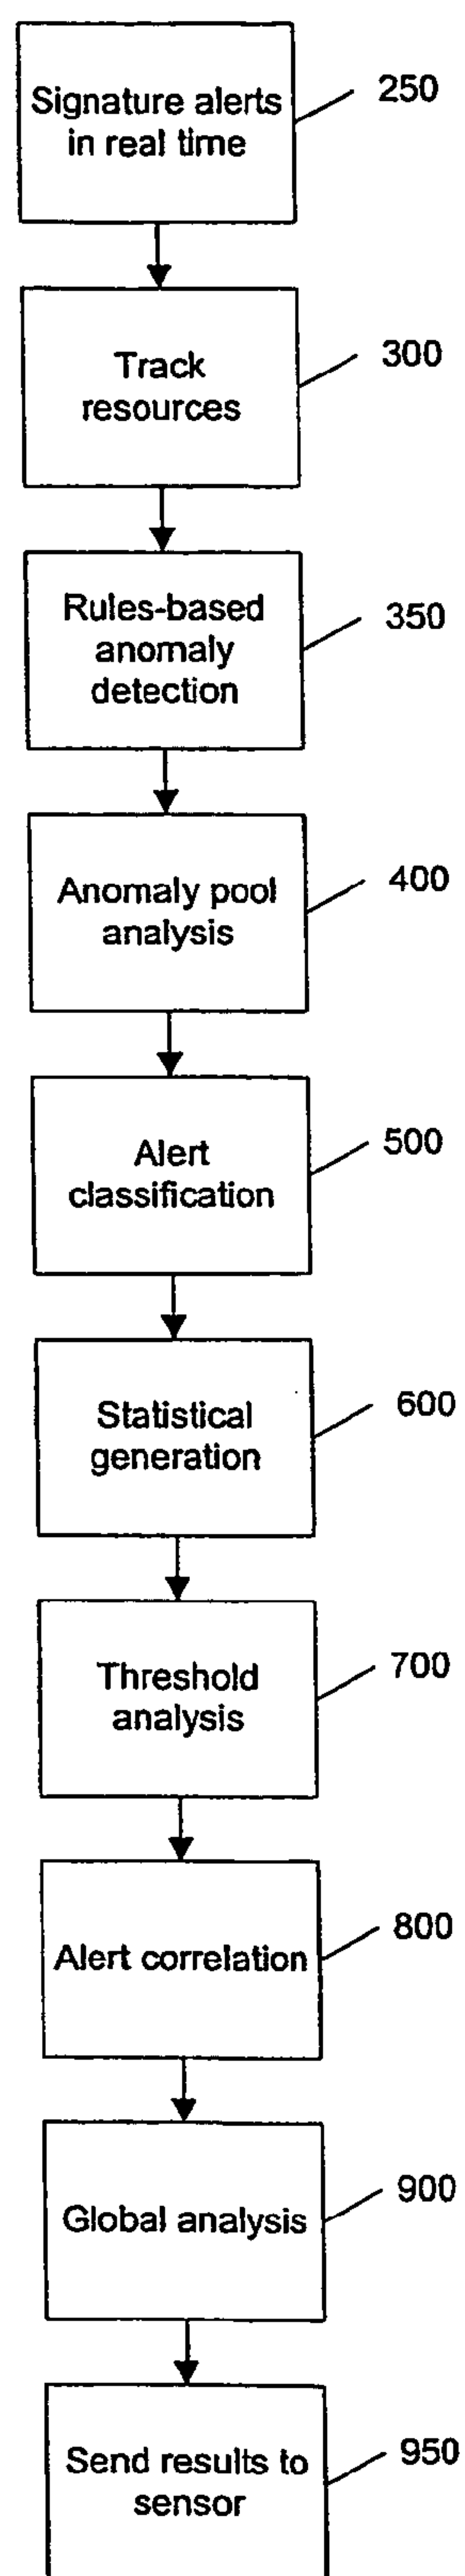 Signature alerts
in real time
250
Track
resources
300
Rules-based
anomaly
detection
350
Anomaly pool
analysis
400
Alert
classification
500
Statistical
generation
600
Threshold
analysis
700
Alert correlation
800
Global analysis
900
Send results to
sensor
950